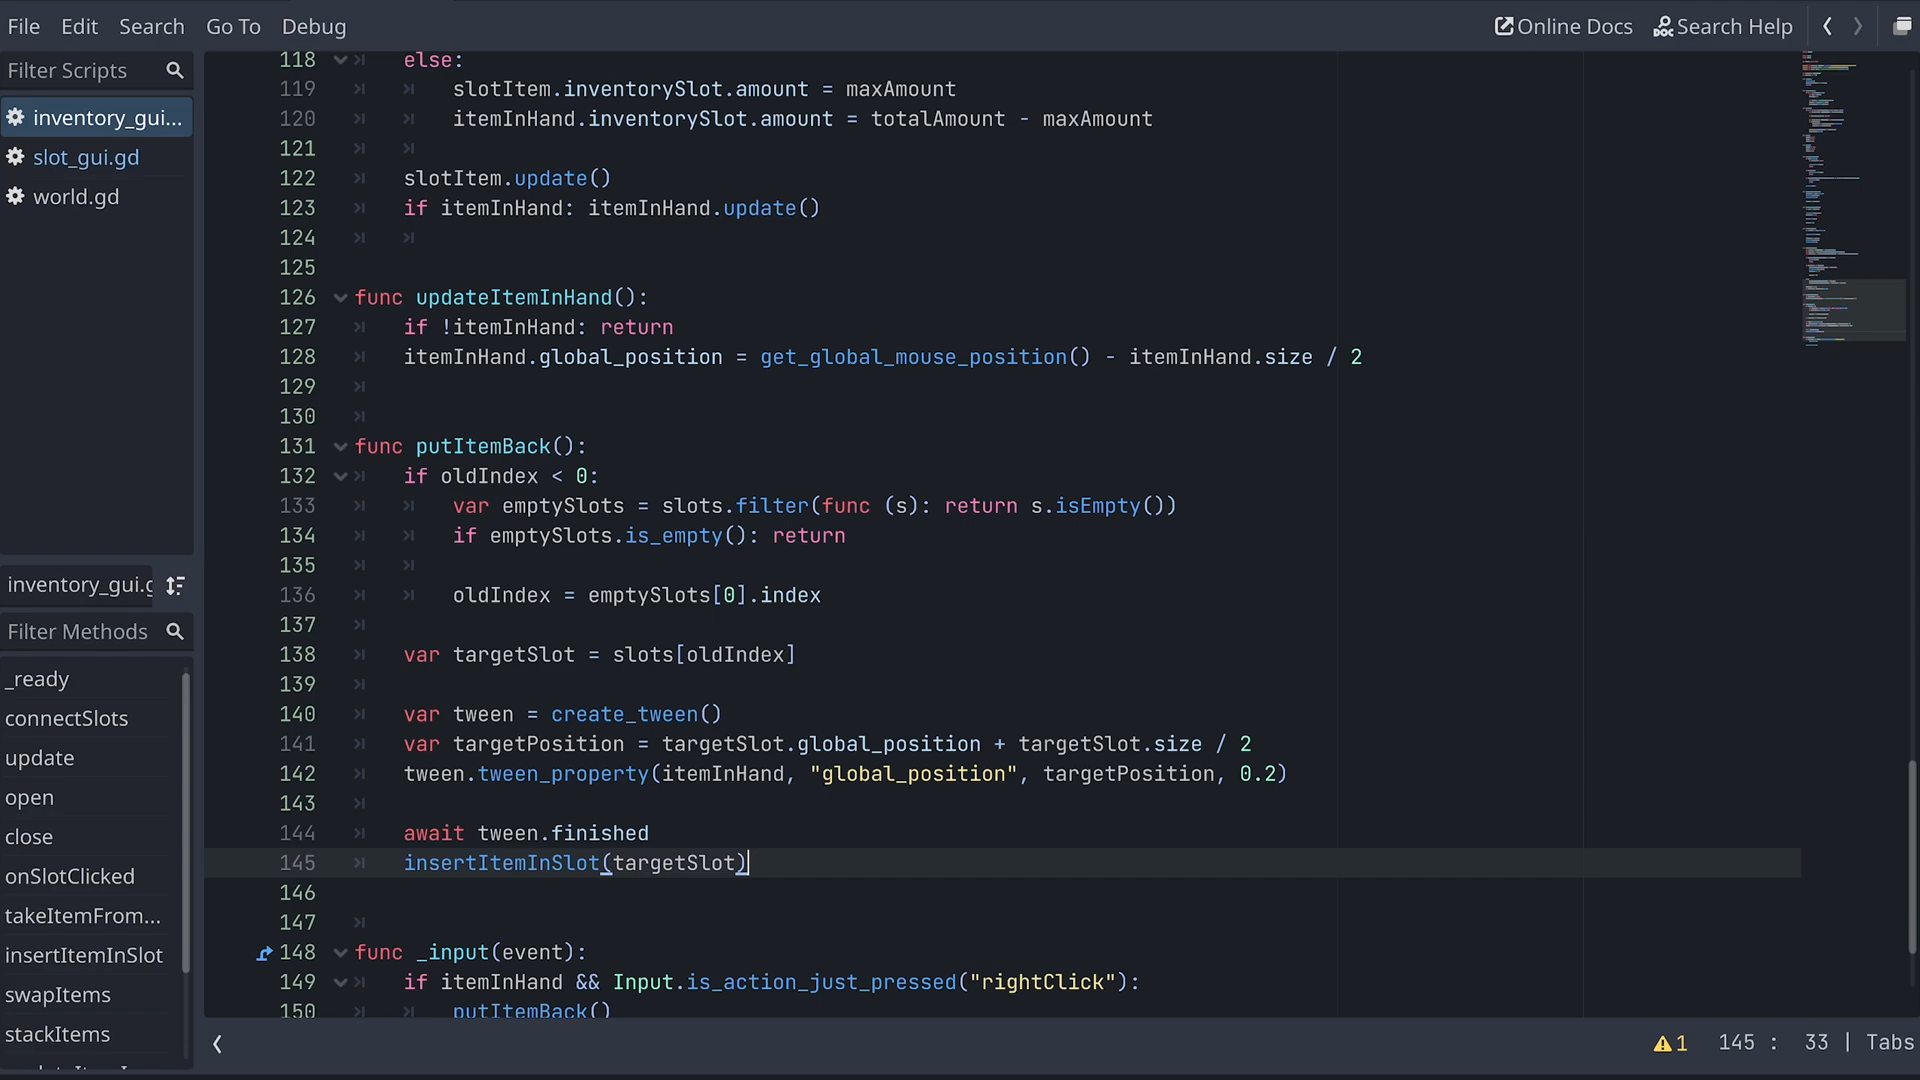 File Edit Search Go To Debug Online Docs Search Help
Filter Scripts
inventory_gui...
slot_gui.gd
world.gd
inventory_gui.g
Filter Methods
_ready
connectSlots
update
open
close
onSlotClicked
takeItemFrom...
insertItemInSlot
swapItems
stackItems
118 else:
119 slotItem.inventorySlot.amount = maxAmount
120 itemInHand.inventorySlot.amount = totalAmount - maxAmount
121
122 slotItem.update()
123 if itemInHand: itemInHand.update()
124
125
126 func updateItemInHand():
127 if !itemInHand: return
128 itemInHand.global_position = get_global_mouse_position() - itemInHand.size / 2
129
130
131 func putItemBack():
132 if oldIndex < 0:
133 var emptySlots = slots.filter(func (s): return s.isEmpty())
134 if emptySlots.is_empty(): return
135
136 oldIndex = emptySlots[0].index
137
138 var targetSlot = slots[oldIndex]
139
140 var tween = create_tween()
141 var targetPosition = targetSlot.global_position + targetSlot.size / 2
142 tween.tween_property(itemInHand, "global_position", targetPosition, 0.2)
143
144 await tween.finished
145 insertItemInSlot(targetSlot)
146
147
148 func _input(event):
149 if itemInHand && Input.is_action_just_pressed("rightClick"):
150 putItemBack()
1 145 : 33 | Tabs